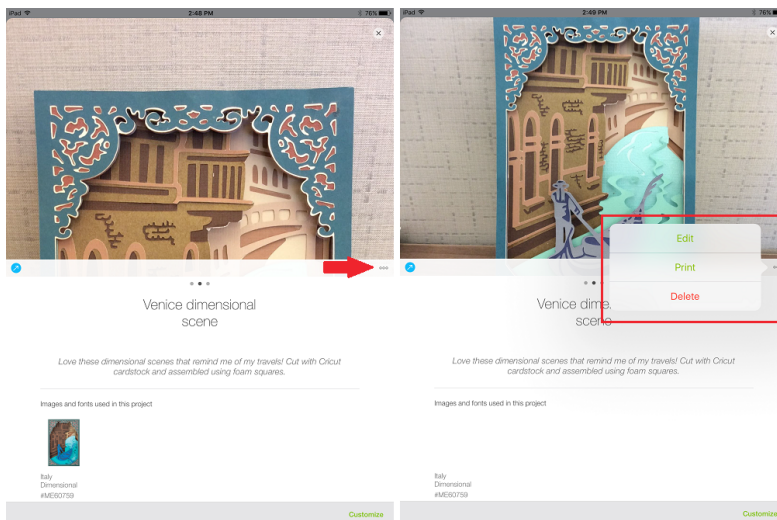 iPad
2:48 PM
76%
Venice dimensional
scene
Love these dimensional scenes that remind me of my travels! Cut with Cricut
cardstock and assembled using foam squares.
Images and fonts used in this project
Italy
Dimensional
#ME60759
Customize
iPad
2:49 PM
76%
Edit
Print
Delete
Venice dime
scene
Love these dimensional scenes that remind me of my travels! Cut with Cricut
cardstock and assembled using foam squares.
Images and fonts used in this project
Italy
Dimensional
#ME60759
Customize